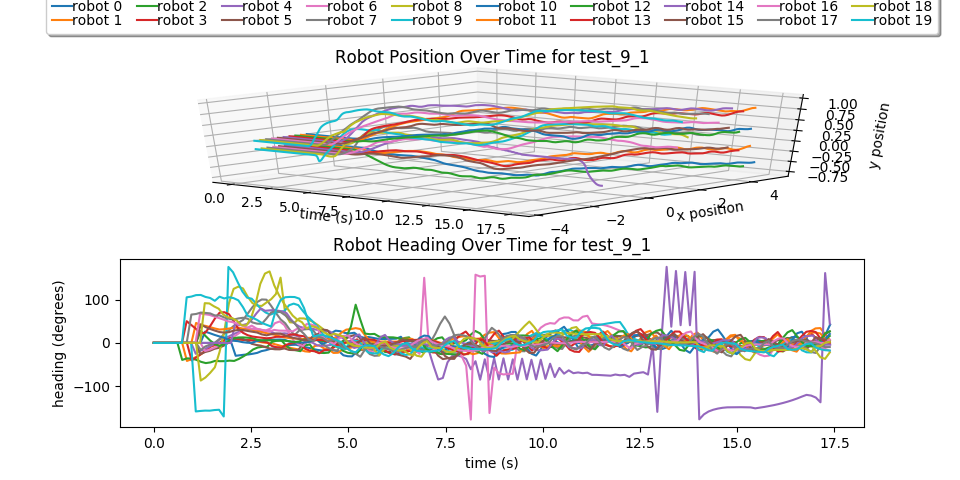 robot 0 robot 2 robot 4 robot 6 robot 8 robot 10 robot 12 robot 14 robot 16 robot 18
robot 1 robot 3 robot 5 robot 7 robot 9 robot 11 robot 13 robot 15 robot 17 robot 19
Robot Position Over Time for test_9_1
1.00
0.75
0.50
0.25
0.00
−0.25
−0.50
−0.75
y position
0.0 2.5 5.0 7.5 10.0 12.5 15.0 17.5
time (s)
−4 −2 0 2 4
x position
Robot Heading Over Time for test_9_1
100
0
−100
heading (degrees)
0.0 2.5 5.0 7.5 10.0 12.5 15.0 17.5
time (s)